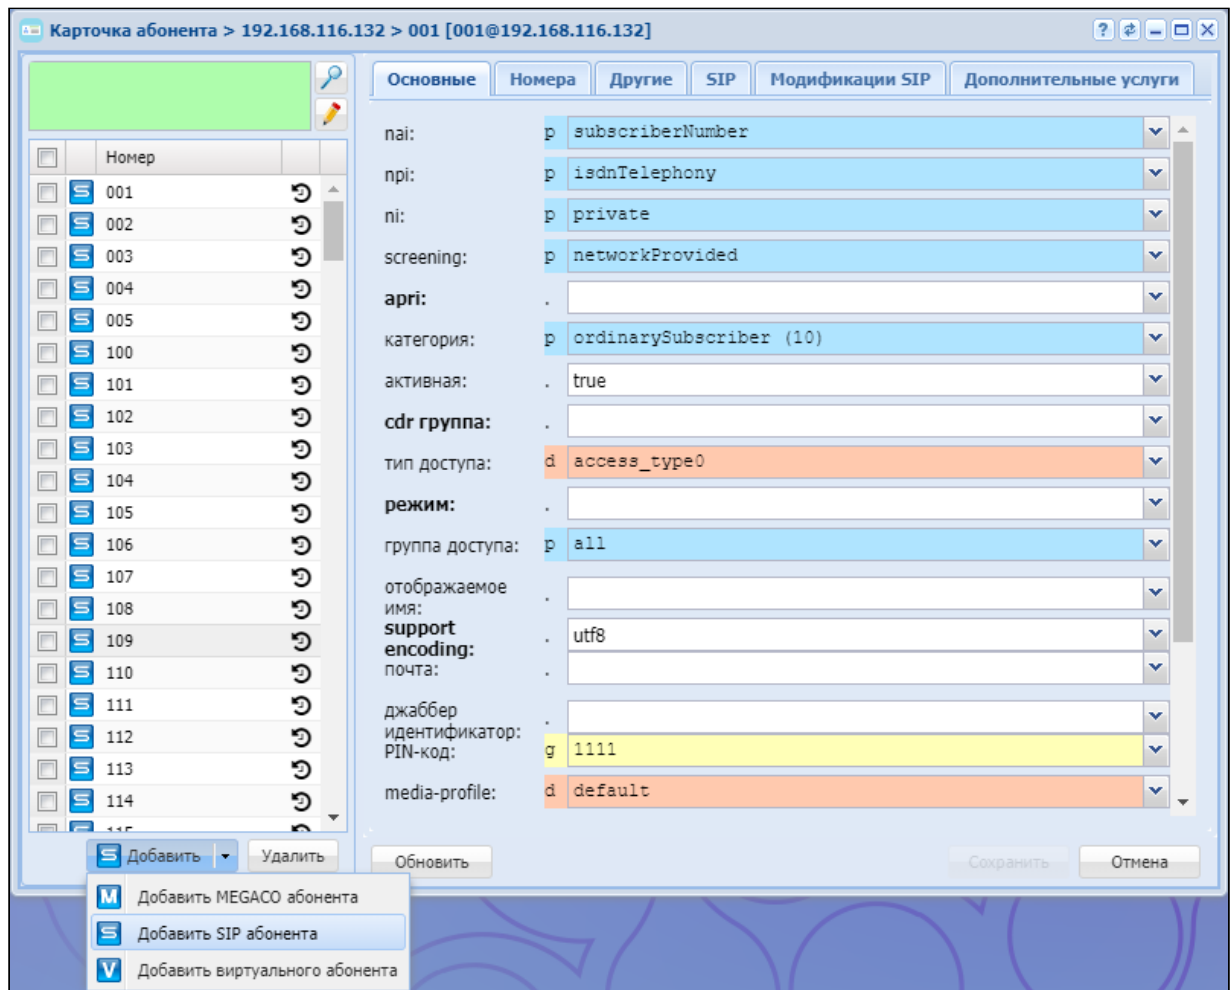 Карточка абонента > 192.168.116.132 > 001 [001@192.168.116.132]
?
Номер
001
002
003
004
005
100
101
102
103
104
105
106
107
108
109
110
111
112
113
114
115
S Добавить
Удалить
M Добавить MEGACO абонента
S Добавить SIP абонента
V Добавить виртуального абонента
Основные Номера Другие SIP Модификации SIP Дополнительные услуги
nai: p subscriberNumber
npi: p isdnTelephony
ni: p private
screening: p networkProvided
apri: .
категория: p ordinarySubscriber (10)
активная: . true
cdr группа: .
тип доступа: d access_type0
режим: .
группа доступа: p all
отображаемое
имя: .
support
encoding: . utf8
почта: .
джаббер
идентификатор: .
PIN-код: g 1111
media-profile: d default
Обновить
Сохранить
Отмена